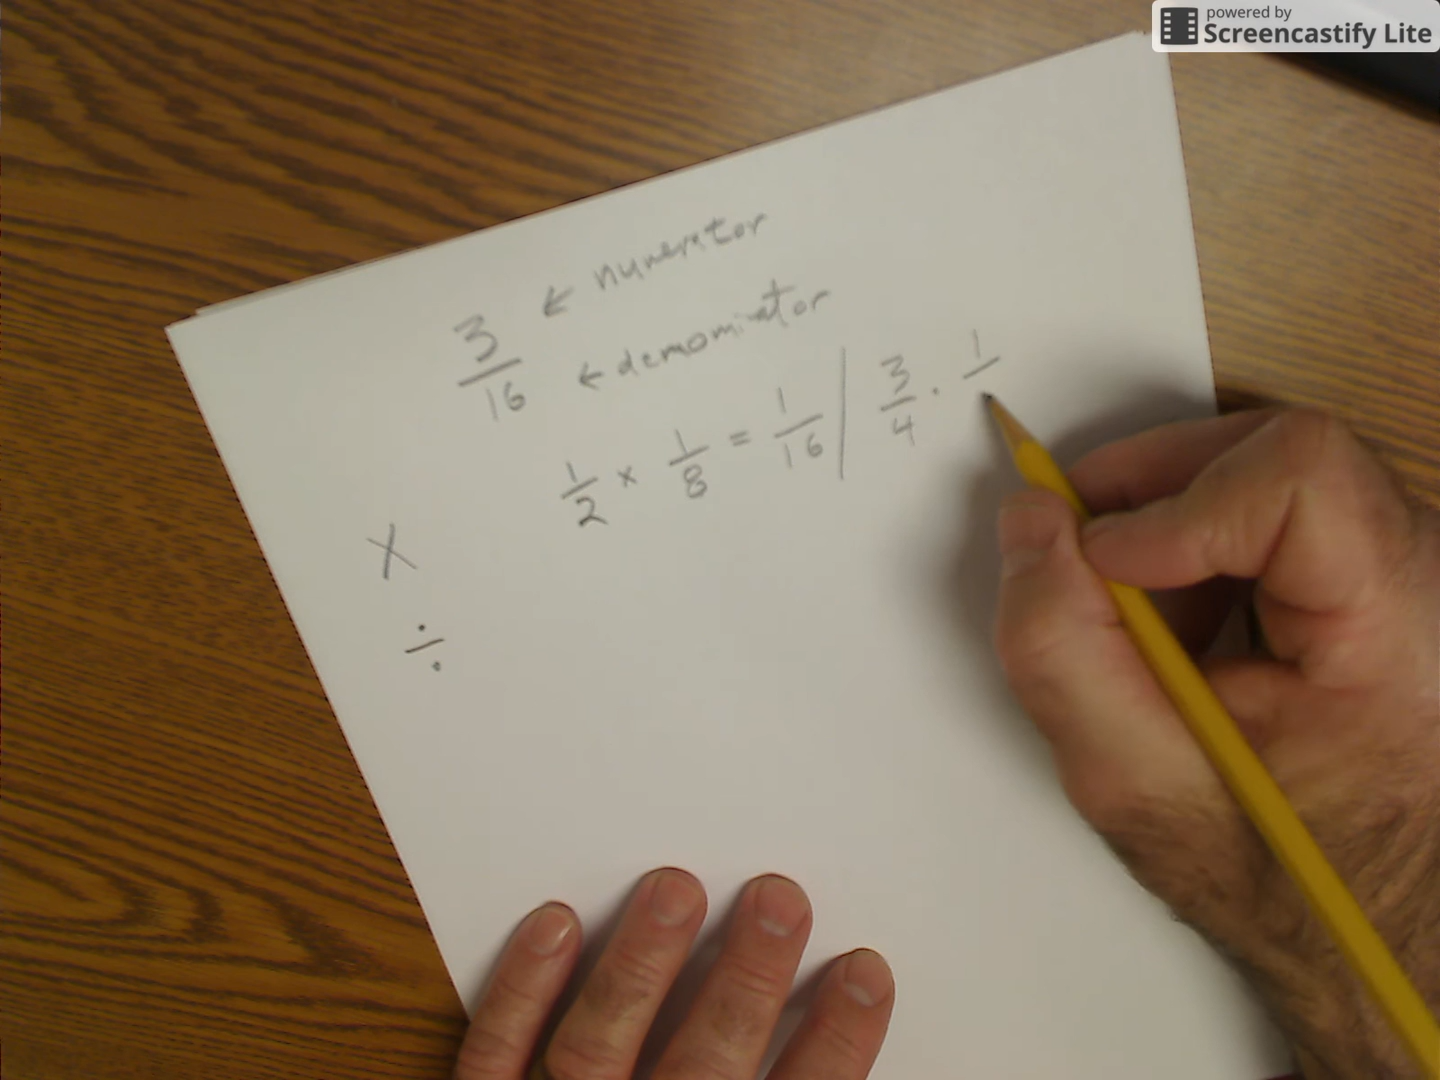 powered by
Screencastify Lite
3/16 ← numerator
← demominator
1/2 × 1/8 = 1/16 | 3/4 · 1/
X
÷